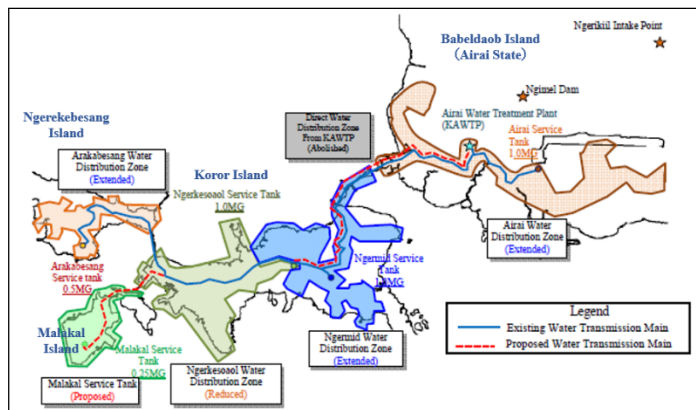 Ngerikiil Intake Point
Babeldaob Island
(Airai State)
Ngimel Dam
Ngerekebesang
Island
Direct Water
Distribution Zone
From KAWTP
(Abolished)
Airai Water Treatment Plant
(KAWTP)
Airai Service
Tank
1.0MG
Arakabesang Water
Distribution Zone
(Extended)
Koror Island
Ngerkesoaol Service Tank
1.0MG
Airai Water
Distribution Zone
(Extended)
Arakabesang
Service tank
0.5MG
Ngermid Service
Tank
Malakal
Island
Malakal Service
Tank
0.25MG
Malakal Service Tank
(Proposed)
Ngerkesoaol Water
Distribution Zone
(Reduced)
Ngermid Water
Distribution Zone
(Extended)
Legend
Existing Water Transmission Main
Proposed Water Transmission Main